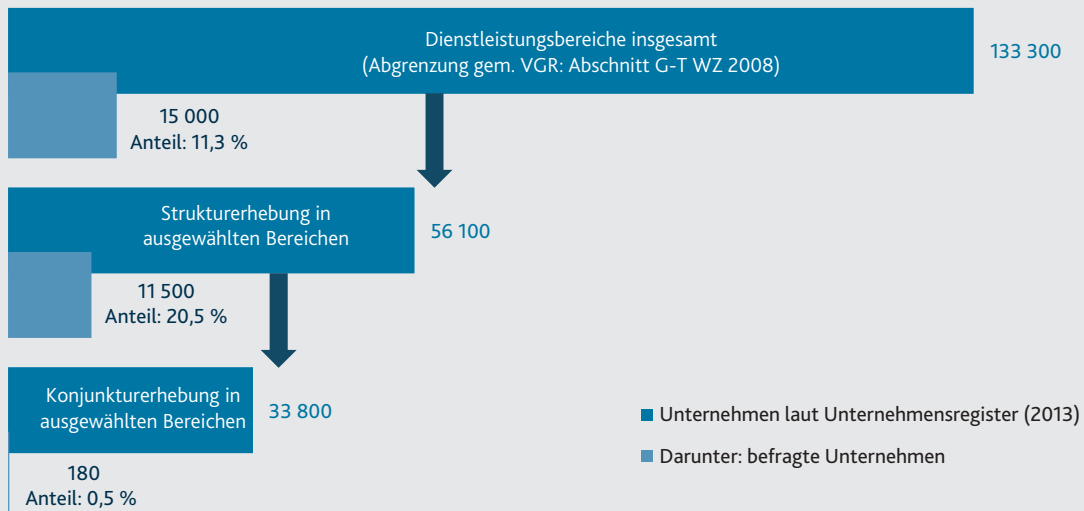 Dienstleistungsbereiche insgesamt
(Abgrenzung gem. VGR: Abschnitt G-T WZ 2008)
133 300
15 000
Anteil: 11,3 %
Strukturerhebung in
ausgewählten Bereichen
56 100
11 500
Anteil: 20,5 %
Konjunkturerhebung in
ausgewählten Bereichen
33 800
180
Anteil: 0,5 %
Unternehmen laut Unternehmensregister (2013)
Darunter: befragte Unternehmen